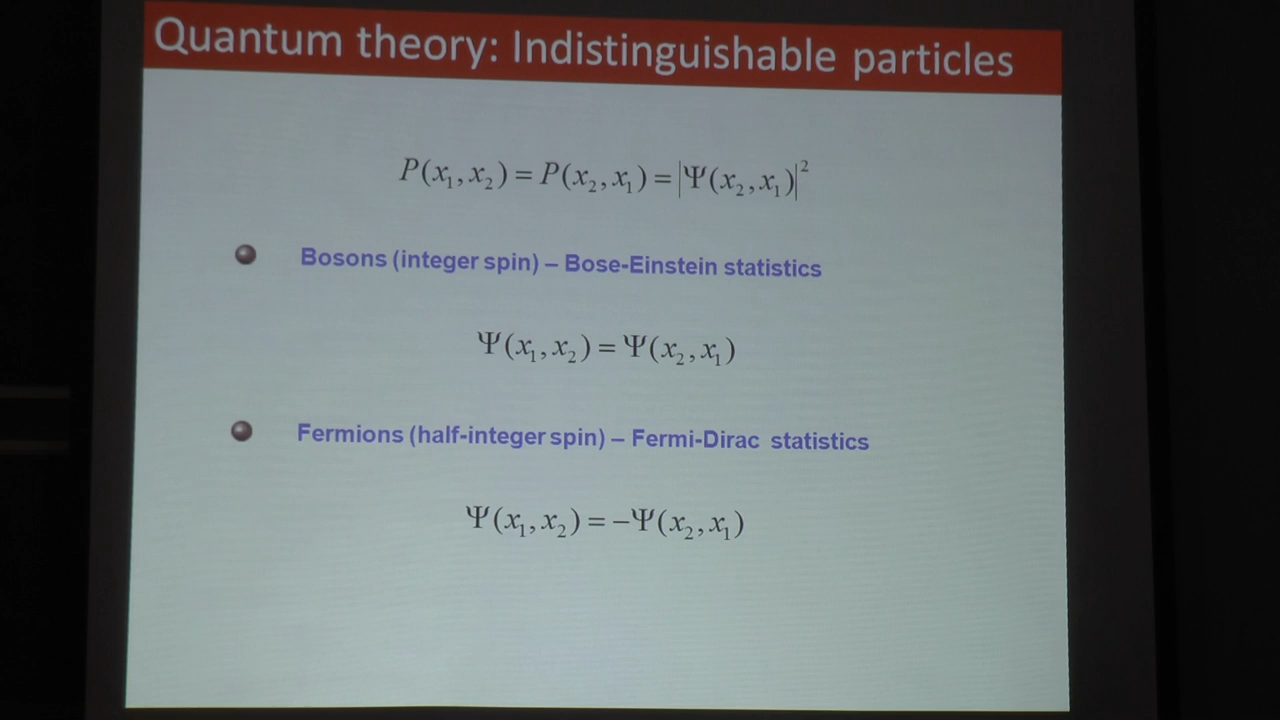 Quantum theory: Indistinguishable particles
P(x₁,x₂) = P(x₂,x₁) = |Ψ(x₂,x₁)|²
Bosons (integer spin) – Bose-Einstein statistics
Ψ(x₁,x₂) = Ψ(x₂,x₁)
Fermions (half-integer spin) – Fermi-Dirac statistics
Ψ(x₁,x₂) = –Ψ(x₂,x₁)